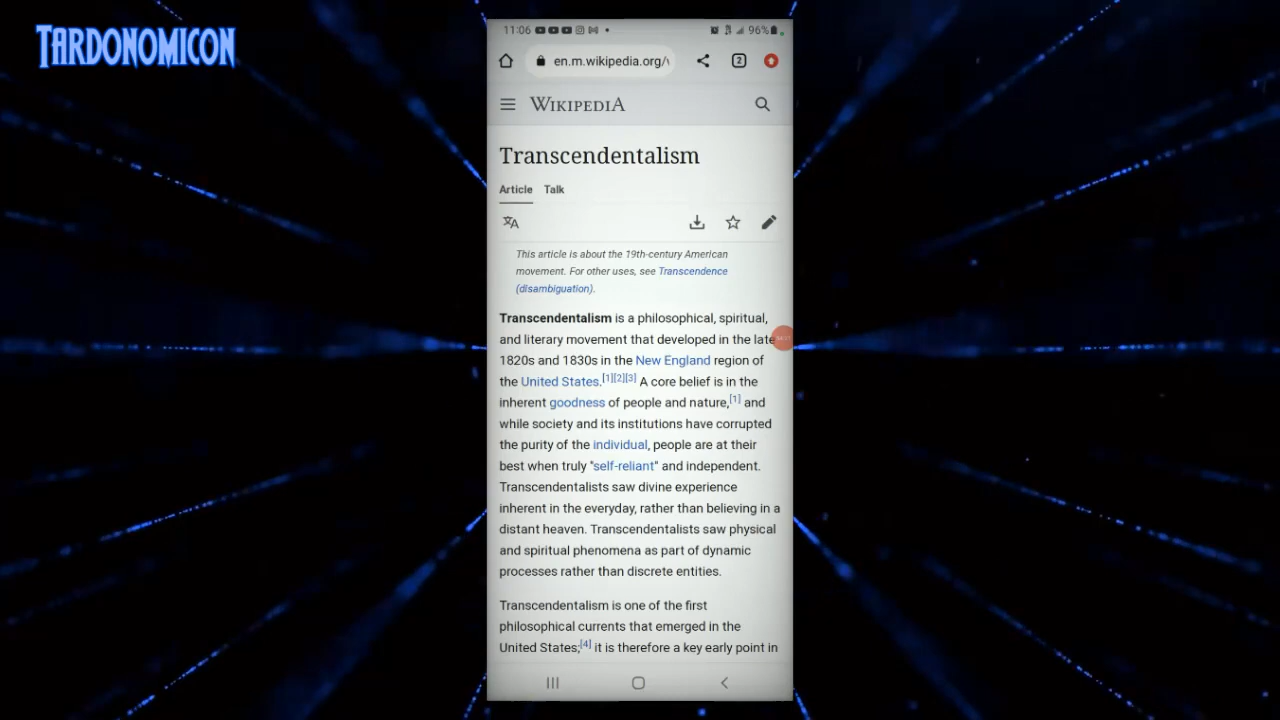 TARDONOMICON
11:06
96%
en.m.wikipedia.org/
2
WIKIPEDIA
Transcendentalism
Article Talk
This article is about the 19th-century American
movement. For other uses, see Transcendence
(disambiguation).
Transcendentalism is a philosophical, spiritual,
and literary movement that developed in the late
1820s and 1830s in the New England region of
the United States.[1][2][3] A core belief is in the
inherent goodness of people and nature,[1] and
while society and its institutions have corrupted
the purity of the individual, people are at their
best when truly "self-reliant" and independent.
Transcendentalists saw divine experience
inherent in the everyday, rather than believing in a
distant heaven. Transcendentalists saw physical
and spiritual phenomena as part of dynamic
processes rather than discrete entities.
Transcendentalism is one of the first
philosophical currents that emerged in the
United States;[4] it is therefore a key early point in